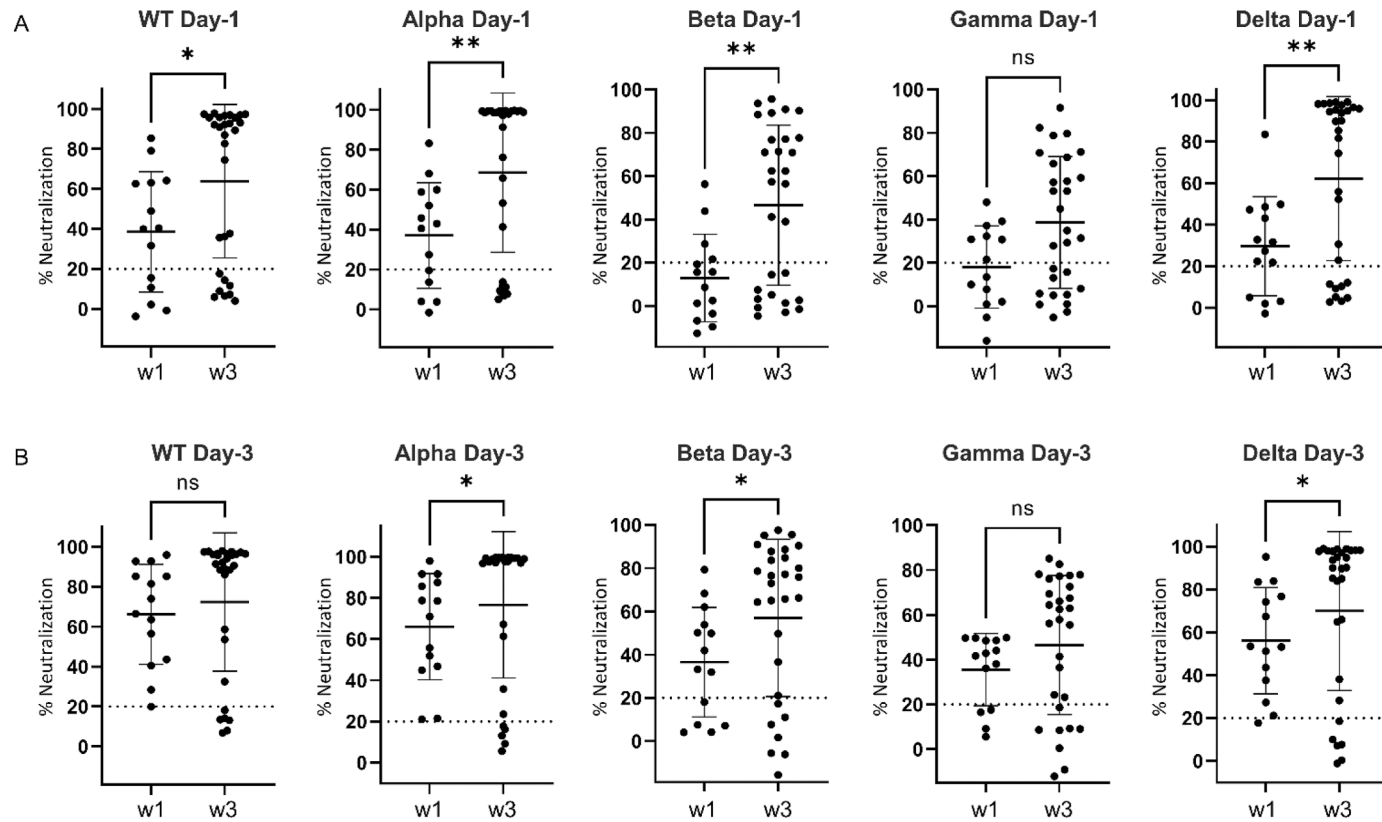 A
WT Day-1
*
% Neutralization
100
80
60
40
20
0
w1
w3
Alpha Day-1
**
% Neutralization
100
80
60
40
20
0
w1
w3
Beta Day-1
**
% Neutralization
100
80
60
40
20
0
w1
w3
Gamma Day-1
ns
% Neutralization
100
80
60
40
20
0
w1
w3
Delta Day-1
**
% Neutralization
100
80
60
40
20
0
w1
w3
B
WT Day-3
ns
% Neutralization
100
80
60
40
20
0
w1
w3
Alpha Day-3
*
% Neutralization
100
80
60
40
20
0
w1
w3
Beta Day-3
*
% Neutralization
100
80
60
40
20
0
w1
w3
Gamma Day-3
ns
% Neutralization
100
80
60
40
20
0
w1
w3
Delta Day-3
*
% Neutralization
100
80
60
40
20
0
w1
w3